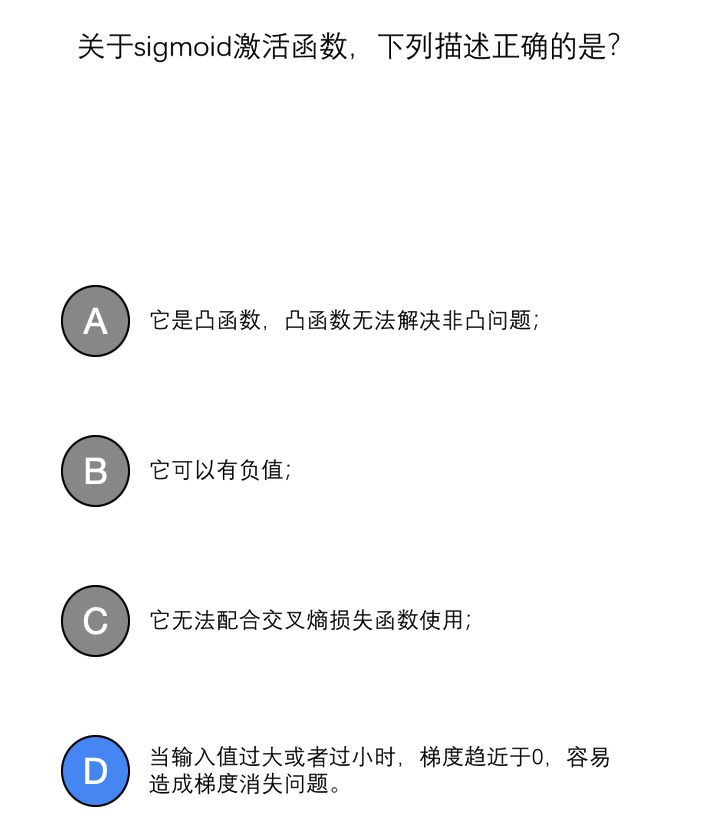 关于sigmoid激活函数，下列描述正确的是？
A
它是凸函数，凸函数无法解决非凸问题；
B
它可以有负值；
C
它无法配合交叉熵损失函数使用；
D
当输入值过大或者过小时，梯度趋近于0，容易
造成梯度消失问题。